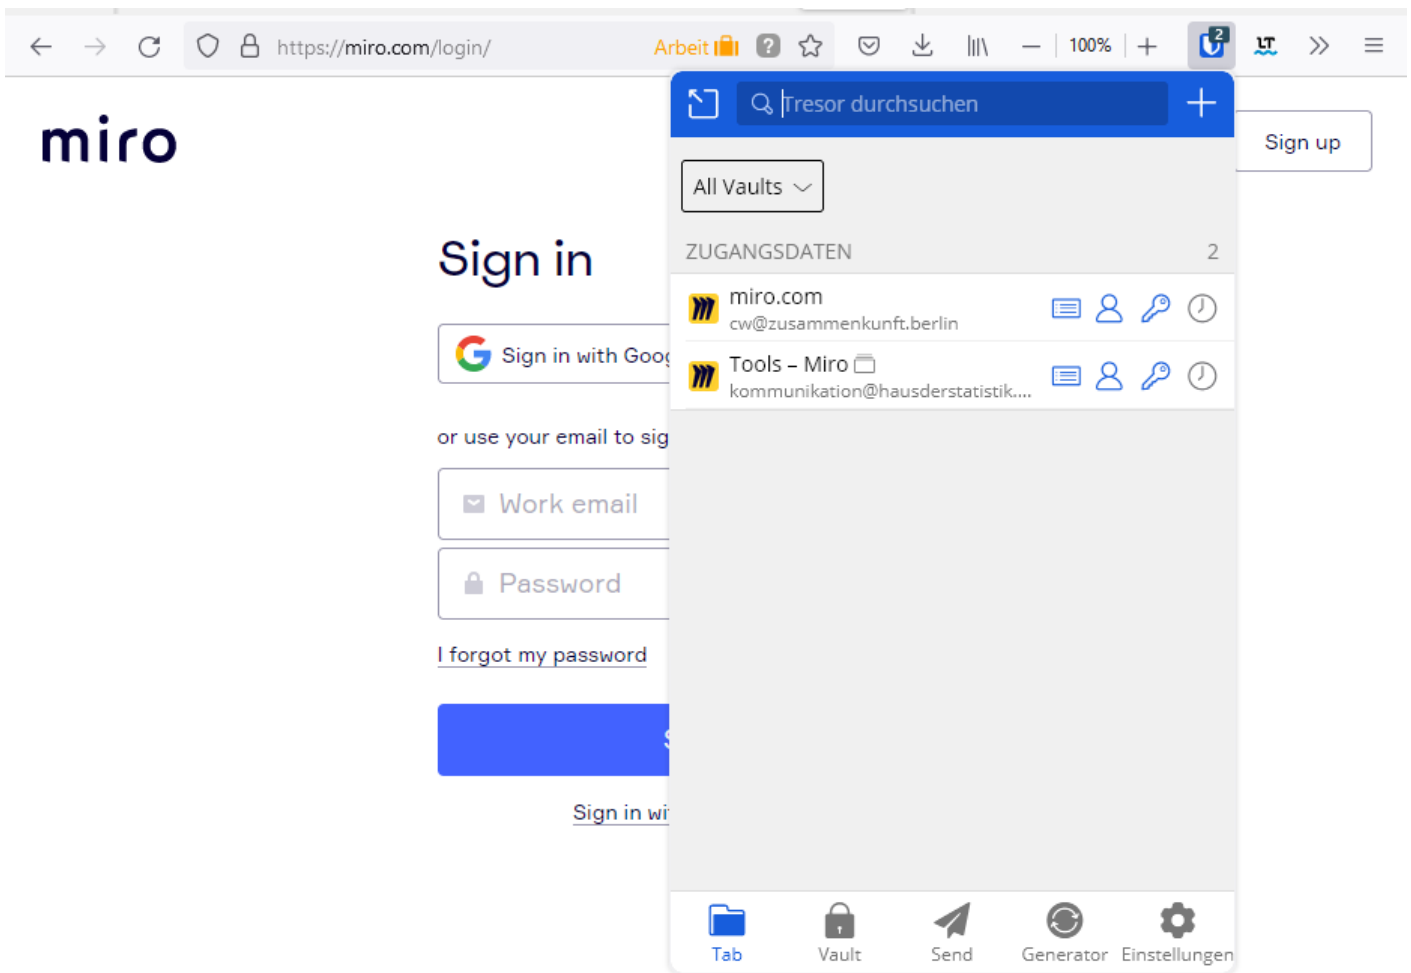 https://miro.com/login/
Arbeit
?
100%
2
LT
miro
Tresor durchsuchen
Sign up
All Vaults
Sign in
ZUGANGSDATEN 2
miro.com
cw@zusammenkunft.berlin
Sign in with Goog
Tools – Miro
kommunikation@hausderstatistik....
or use your email to sig
Work email
Password
I forgot my password
S
Sign in wi
Tab
Vault
Send
Generator
Einstellungen